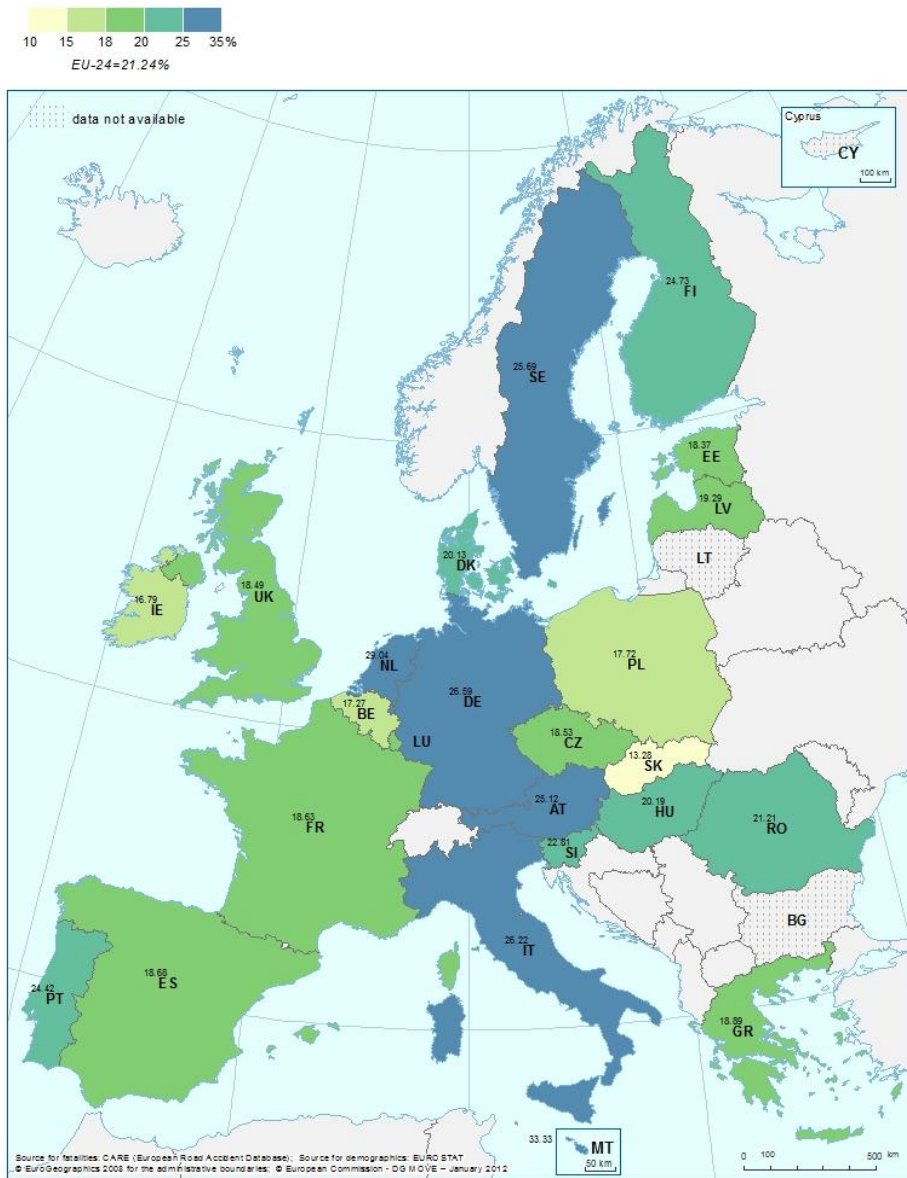 10 15 18 20 25 35%
EU-24=21.24%
data not available
Cyprus
CY
100 km
24.73
FI
25.69
SE
18.37
EE
19.29
LV
LT
20.13
DK
16.79
IE
18.49
UK
17.72
PL
29.04
NL
26.59
DE
17.27
BE
LU
18.53
CZ
13.28
SK
25.12
AT
20.19
HU
18.63
FR
21.21
RO
22.81
SI
BG
26.22
IT
18.68
ES
24.42
PT
18.89
GR
33.33
MT
50 km
Source for fatalities: CARE (European Road Accident Database); Source for demographics: EUROSTAT
© EuroGeographics 2008 for the administrative boundaries; © European Commission - DG MOVE – January 2012
0 100 500 km